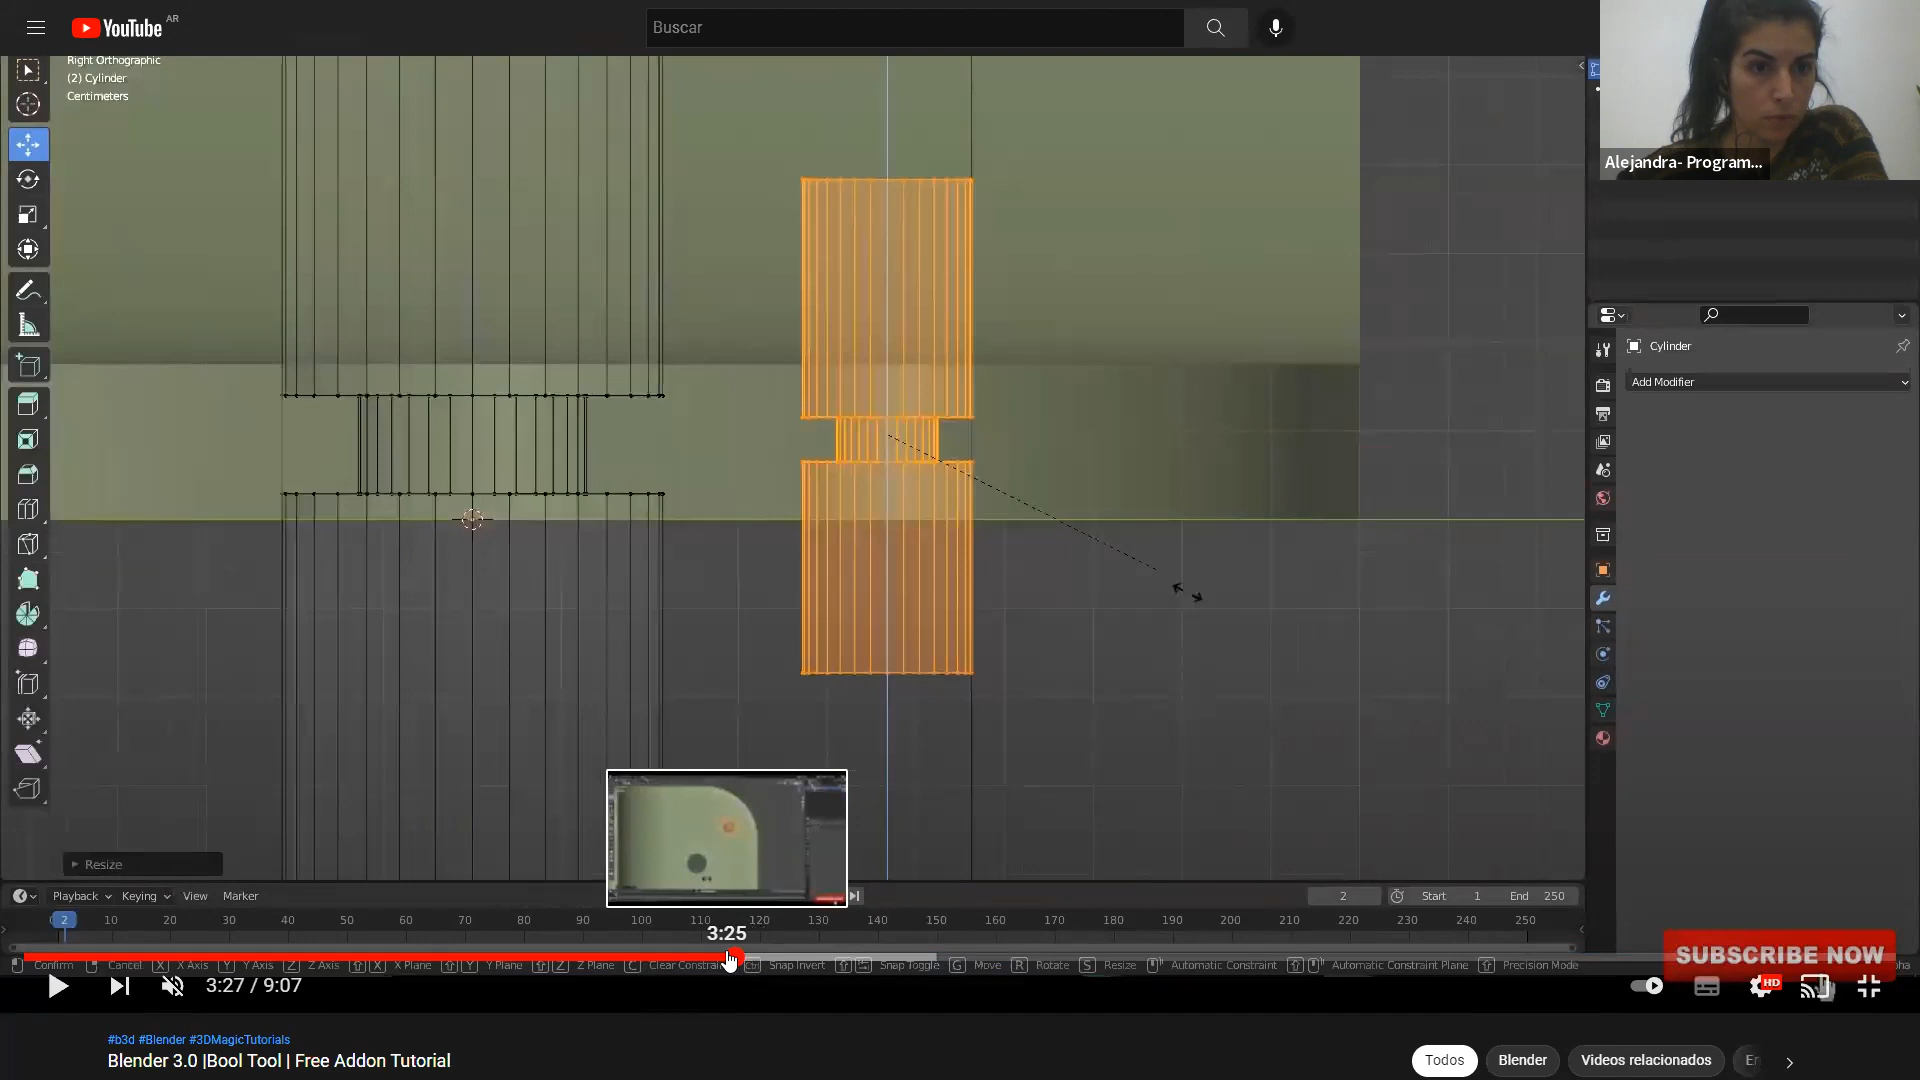 YouTube AR
Buscar
Right Orthographic
(2) Cylinder
Centimeters
Alejandra- Program...
Cylinder
Add Modifier
Resize
Playback Keying View Marker
2 Start 1 End 250
2 10 20 30 40 50 60 70 80 90 100 110 120 130 140 150 160 170 180 190 200 210 220 230 240 250
3:25
Confirm Cancel X X Axis Y Y Axis Z Z Axis X X Plane Y Y Plane Z Z Plane C Clear Constrain Ctrl Snap Invert Snap Toggle G Move R Rotate S Resize Automatic Constraint Automatic Constraint Plane Precision Mode
SUBSCRIBE NOW
3:27 / 9:07
HD
#b3d #Blender #3DMagicTutorials
Blender 3.0 |Bool Tool | Free Addon Tutorial
Todos Blender Videos relacionados